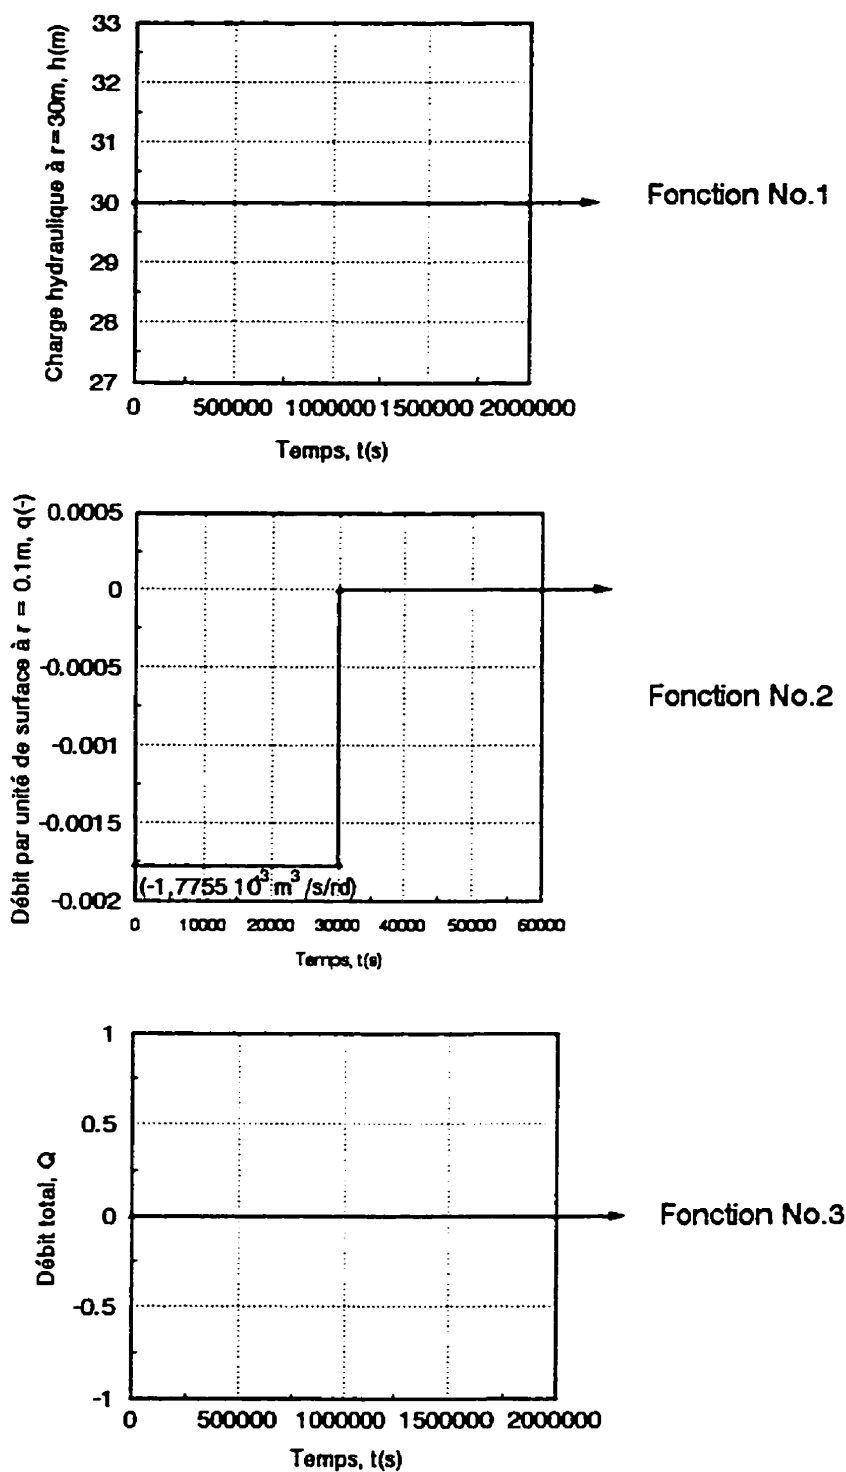 33
32
31
30
29
28
27
Charge hydraulique à r=30m, h(m)
0 500000 1000000 1500000 2000000
Temps, t(s)
Fonction No.1
0.0005
0
-0.0005
-0.001
-0.0015
-0.002
Débit par unité de surface à r = 0.1m, q(-)
(-1,7755 10³ m³ /s/rd)
0 10000 20000 30000 40000 50000 60000
Temps, t(s)
Fonction No.2
1
0.5
0
-0.5
-1
Débit total, Q
0 500000 1000000 1500000 2000000
Temps, t(s)
Fonction No.3